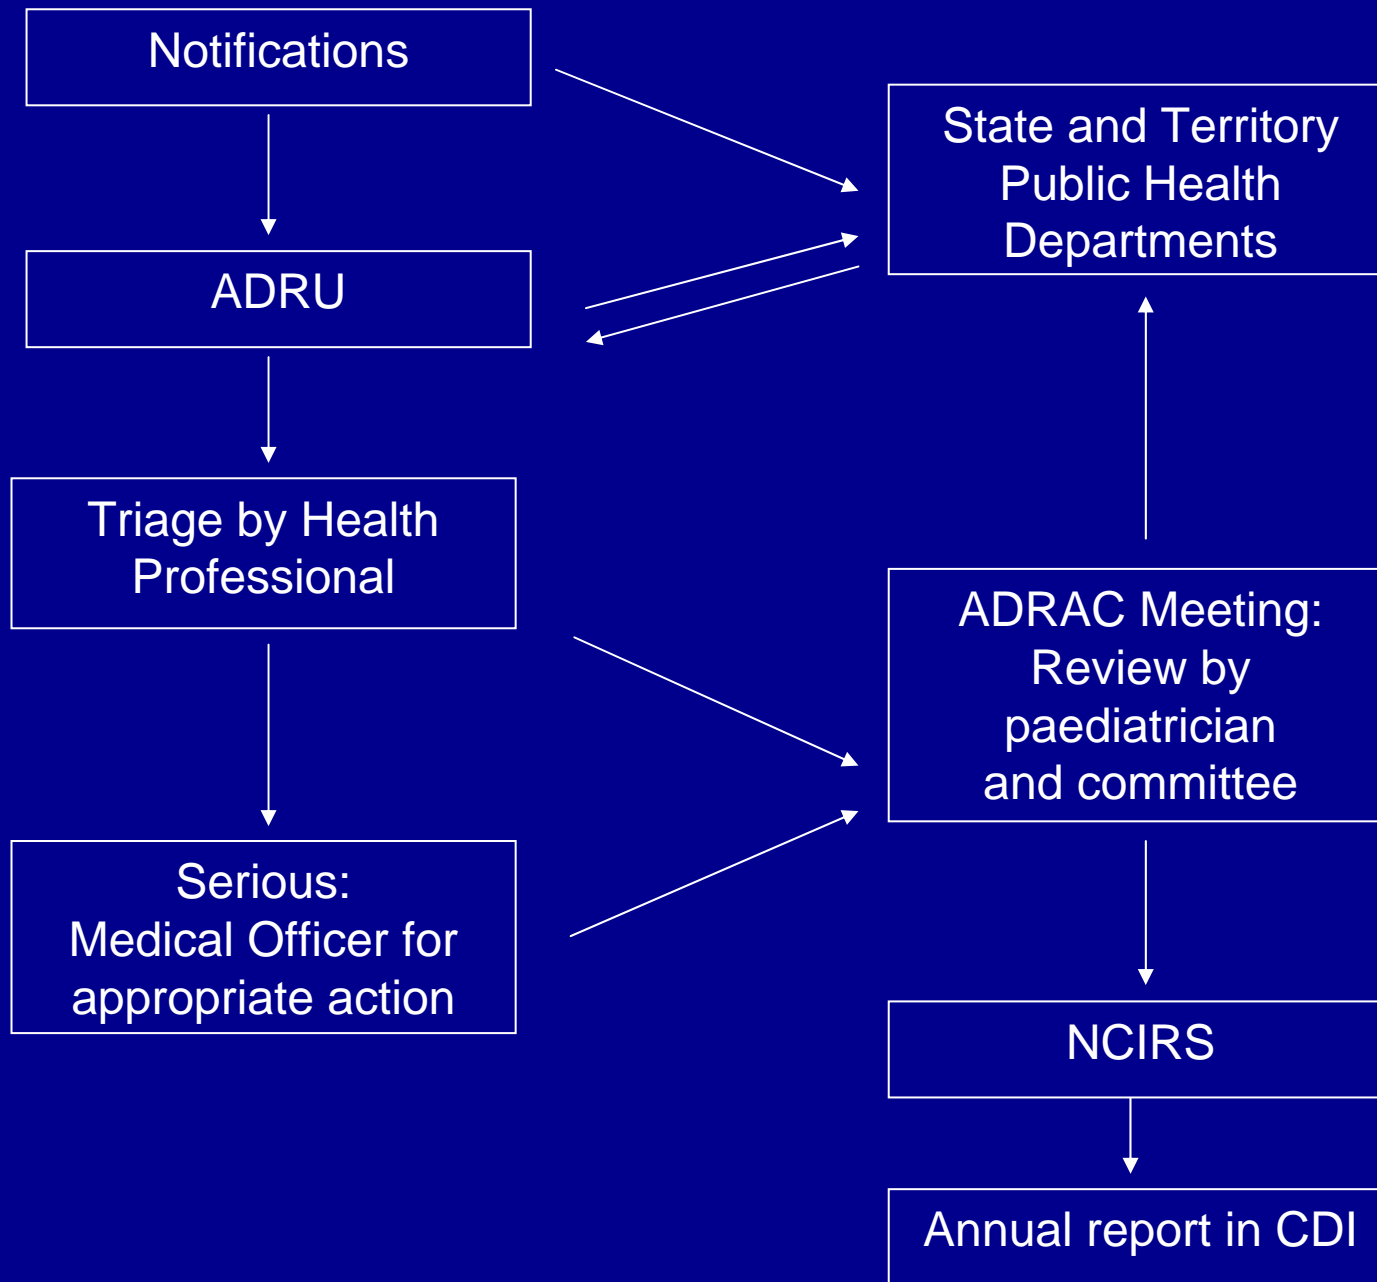 Notifications
State and Territory
Public Health
Departments
ADRU
Triage by Health
Professional
ADRAC Meeting:
Review by
paediatrician
and committee
Serious:
Medical Officer for
appropriate action
NCIRS
Annual report in CDI